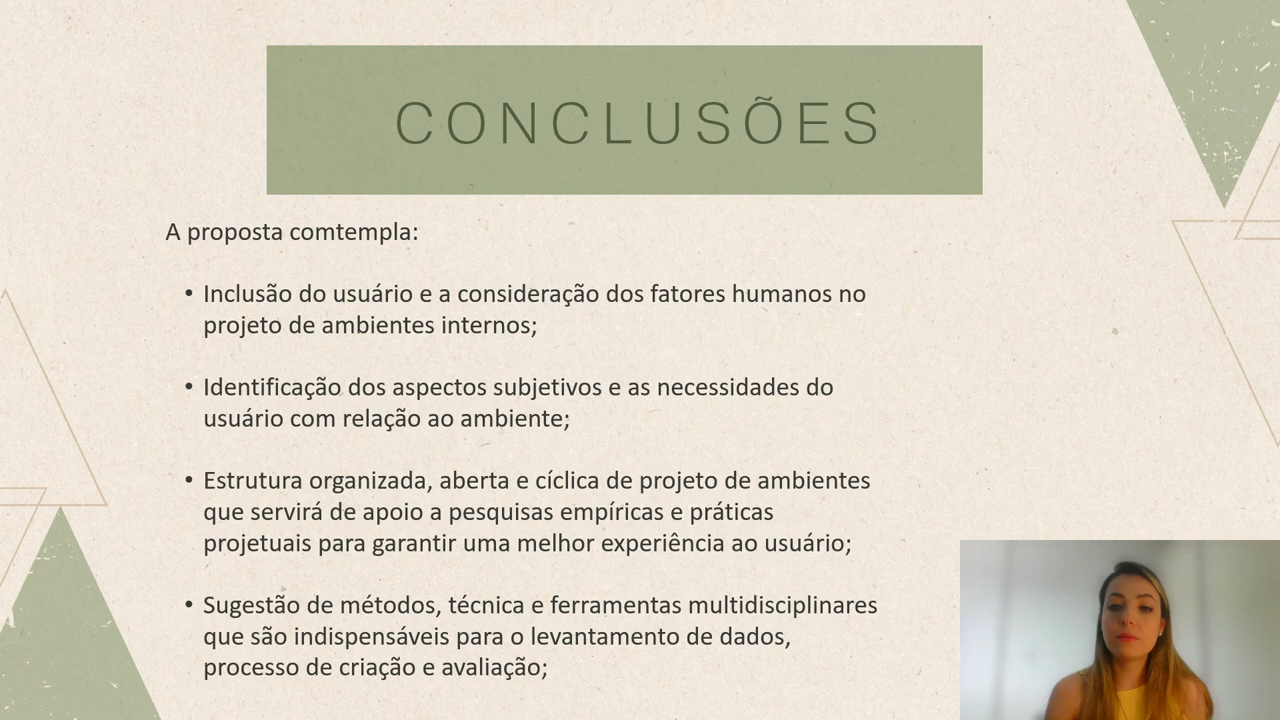 CONCLUSÕES
A proposta comtempla:
• Inclusão do usuário e a consideração dos fatores humanos no
projeto de ambientes internos;
• Identificação dos aspectos subjetivos e as necessidades do
usuário com relação ao ambiente;
• Estrutura organizada, aberta e cíclica de projeto de ambientes
que servirá de apoio a pesquisas empíricas e práticas
projetuais para garantir uma melhor experiência ao usuário;
• Sugestão de métodos, técnica e ferramentas multidisciplinares
que são indispensáveis para o levantamento de dados,
processo de criação e avaliação;